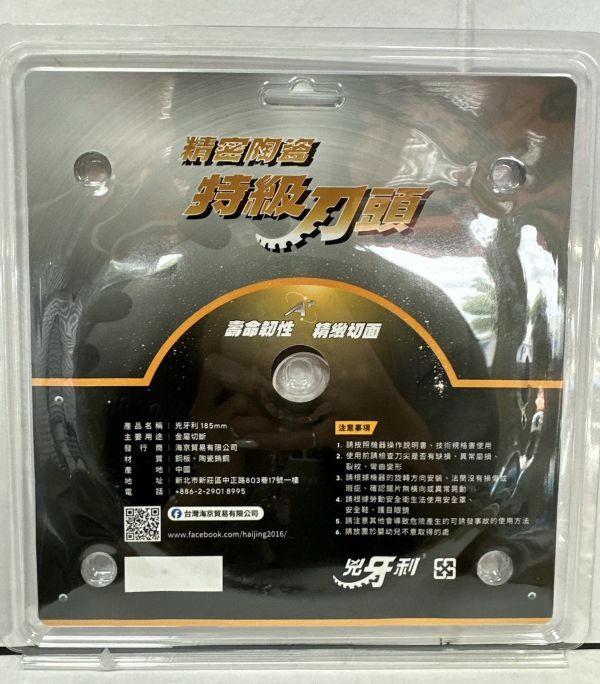 精密陶瓷
特級刀頭
A+
壽命韌性 精緻切面
產品名稱 | 兇牙利 185mm
主要用途 | 金屬切斷
發行商 | 海京貿易有限公司
材質 | 鋼板、陶瓷鎢鋼
產地 | 中國
地址 | 新北市新莊區中正路803巷17號一樓
電話 | +886-2-2901 8995
台灣海京貿易有限公司
www.facebook.com/haijing2016/
注意事項
1. 請按照機器操作說明書、技術規格書使用
2. 使用前請檢查刀尖是否有缺損、異常磨損、
裂紋、彎曲變形
3. 請根據機器的旋轉方向安裝、法蘭沒有損傷或
瑕疵、確認鋸片無橫向或異常晃動
4. 請根據勞動安全衛生法使用安全罩、
安全鞋、護目眼鏡
5. 請注意其他會導致危險產生的可誘發事故的使用方法
6. 請放置於嬰幼兒不意取得的處
兇牙利